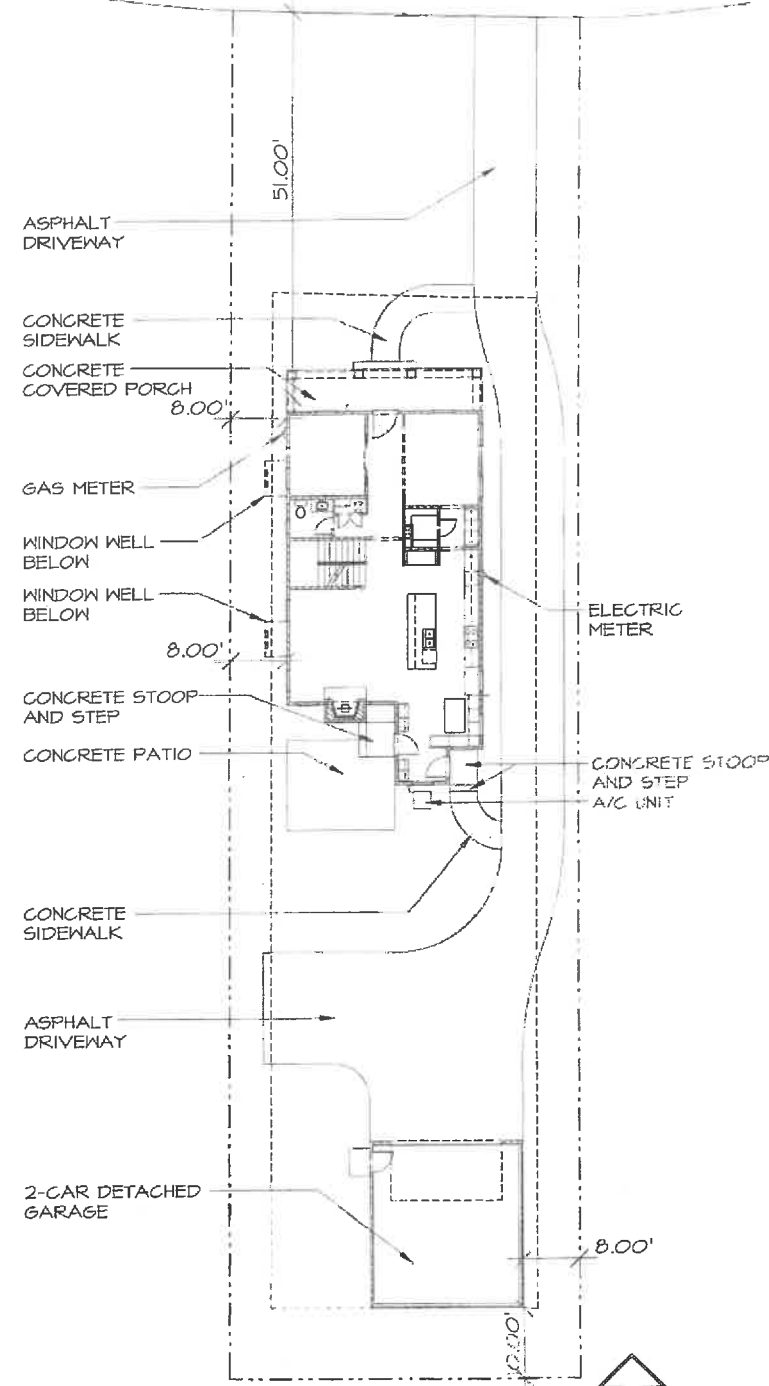 51.00'
ASPHALT
DRIVEWAY
CONCRETE
SIDEWALK
CONCRETE
COVERED PORCH
8.00'
GAS METER
WINDOW WELL
BELOW
WINDOW WELL
BELOW
ELECTRIC
METER
8.00'
CONCRETE STOOP
AND STEP
CONCRETE PATIO
CONCRETE STOOP
AND STEP
A/C UNIT
CONCRETE
SIDEWALK
ASPHALT
DRIVEWAY
2-CAR DETACHED
GARAGE
8.00'